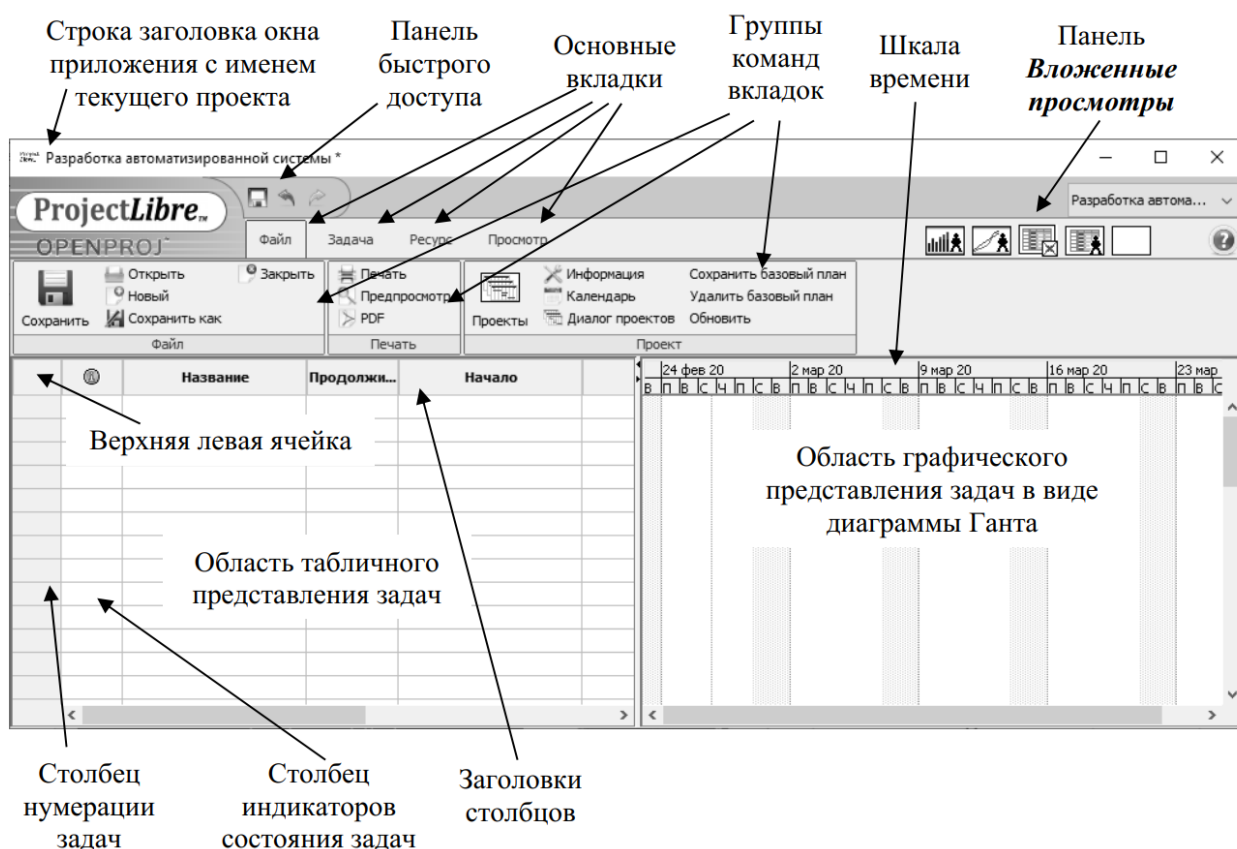 Строка заголовка окна
приложения с именем
текущего проекта
Панель
быстрого
доступа
Основные
вкладки
Группы
команд
вкладок
Шкала
времени
Панель
Вложенные
просмотры
Разработка автоматизированной системы *
ProjectLibre
OPENPROJ
Разработка автома...
Файл Задача Ресурс Просмотр
Сохранить
Открыть
Новый
Сохранить как
Закрыть
Файл
Печать
Предпросмотр
PDF
Печать
Проекты
Информация
Календарь
Диалог проектов
Сохранить базовый план
Удалить базовый план
Обновить
Проект
Название Продолжи... Начало
24 фев 20 2 мар 20 9 мар 20 16 мар 20 23 мар
В П В С Ч П С В П В С Ч П С В П В С Ч П С В П В С Ч П С В П В С
Верхняя левая ячейка
Область табличного
представления задач
Область графического
представления задач в виде
диаграммы Ганта
Столбец
нумерации
задач
Столбец
индикаторов
состояния задач
Заголовки
столбцов